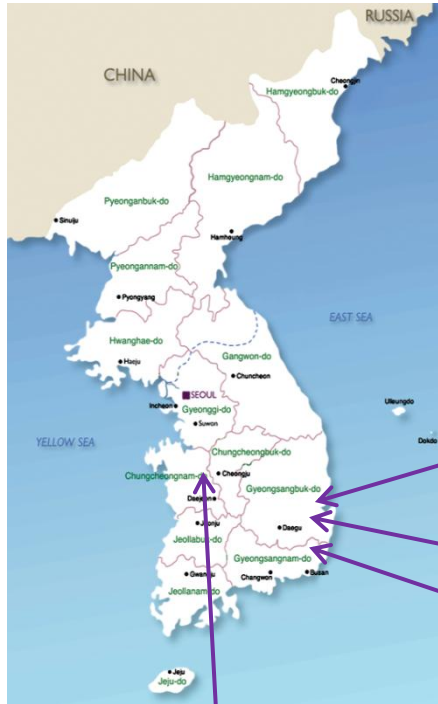 RUSSIA
CHINA
Cheongjin
Hamgyeongbuk-do
Hamgyeongnam-do
Pyeonganbuk-do
Sinuiju
Hamheung
Pyeongannam-do
Pyongyang
EAST SEA
Hwanghae-do
Gangwon-do
Haeju
Chuncheon
SEOUL
Ulleungdo
Incheon
Gyeonggi-do
Suwon
Dokdo
YELLOW SEA
Chungcheongbuk-do
Chungcheongnam-do
Cheongju
Gyeongsangbuk-do
Daejeon
Jeonju
Daegu
Jeollabuk-do
Gyeongsangnam-do
Gwangju
Changwon
Busan
Jeollanam-do
Jeju
Jeju-do